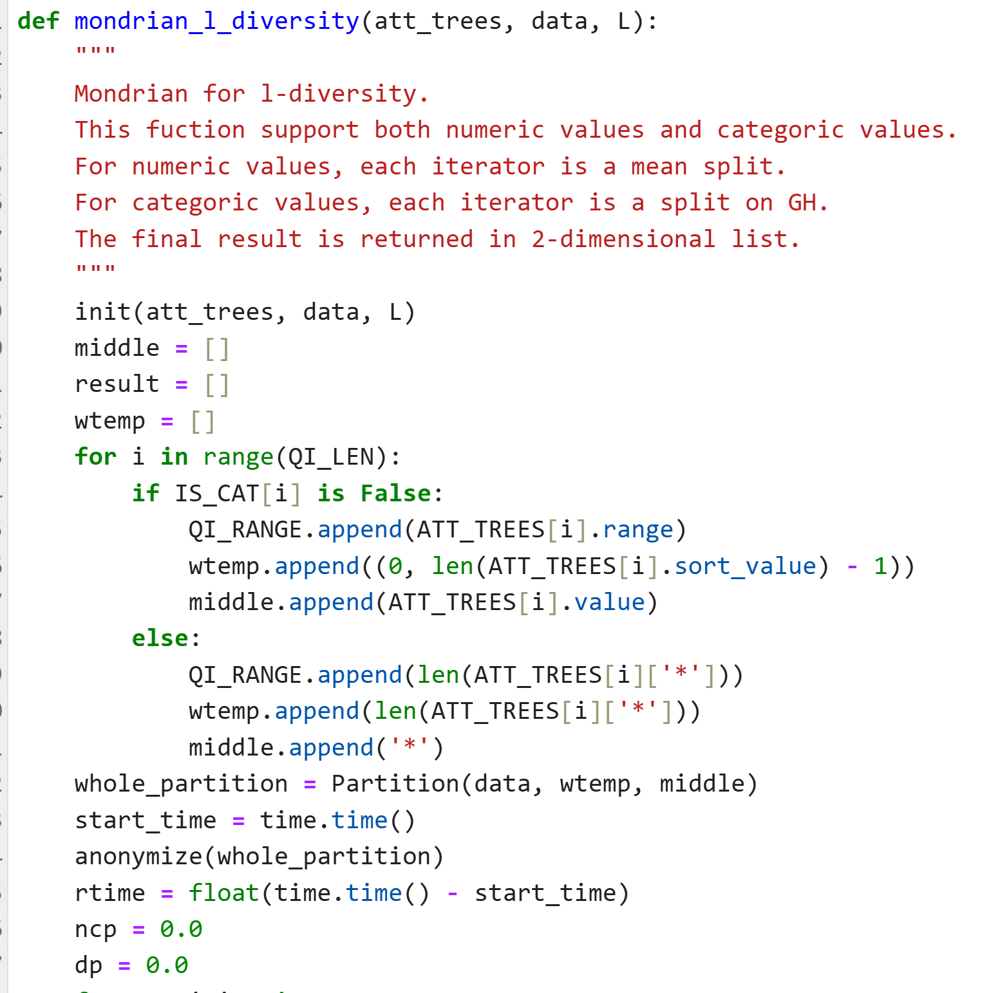 def mondrian_l_diversity(att_trees, data, L):
    """
    Mondrian for l-diversity.
    This fuction support both numeric values and categoric values.
    For numeric values, each iterator is a mean split.
    For categoric values, each iterator is a split on GH.
    The final result is returned in 2-dimensional list.
    """
    init(att_trees, data, L)
    middle = []
    result = []
    wtemp = []
    for i in range(QI_LEN):
        if IS_CAT[i] is False:
            QI_RANGE.append(ATT_TREES[i].range)
            wtemp.append((0, len(ATT_TREES[i].sort_value) - 1))
            middle.append(ATT_TREES[i].value)
        else:
            QI_RANGE.append(len(ATT_TREES[i]['*']))
            wtemp.append(len(ATT_TREES[i]['*']))
            middle.append('*')
    whole_partition = Partition(data, wtemp, middle)
    start_time = time.time()
    anonymize(whole_partition)
    rtime = float(time.time() - start_time)
    ncp = 0.0
    dp = 0.0